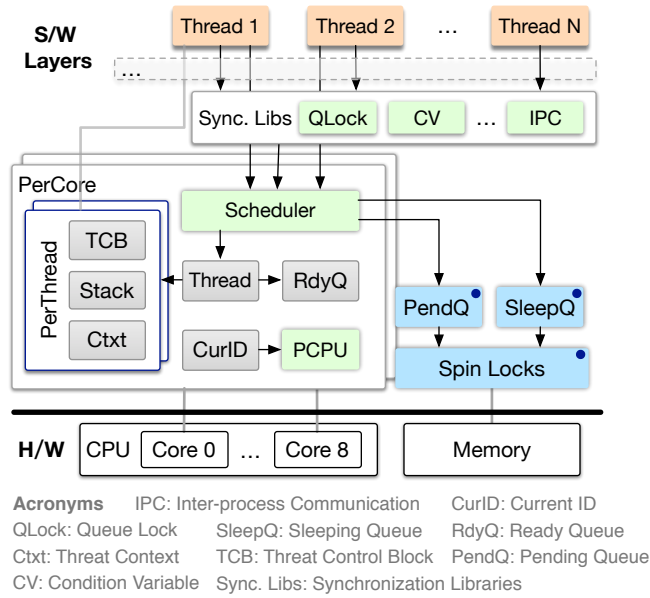 S/W Layers
Thread 1 Thread 2 ... Thread N
...
Sync. Libs QLock CV ... IPC
PerCore
Scheduler
PerThread
TCB
Stack
Ctxt
Thread RdyQ
CurID PCPU
PendQ SleepQ
Spin Locks
H/W
CPU Core 0 ... Core 8
Memory
Acronyms IPC: Inter-process Communication CurID: Current ID
QLock: Queue Lock SleepQ: Sleeping Queue RdyQ: Ready Queue
Ctxt: Threat Context TCB: Threat Control Block PendQ: Pending Queue
CV: Condition Variable Sync. Libs: Synchronization Libraries